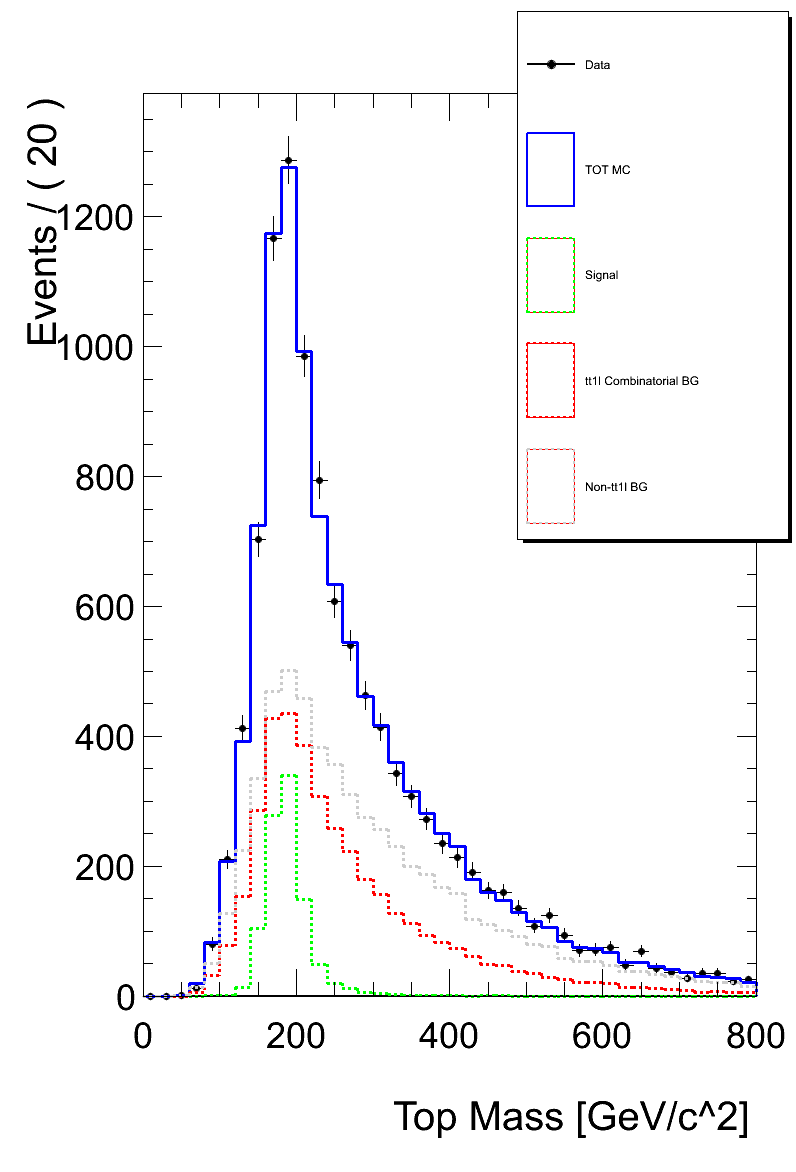 Data
TOT MC
Signal
tt1l Combinatorial BG
Non-tt1l BG
Events / ( 20 )
1200
1000
800
600
400
200
0
0 200 400 600 800
Top Mass [GeV/c^2]